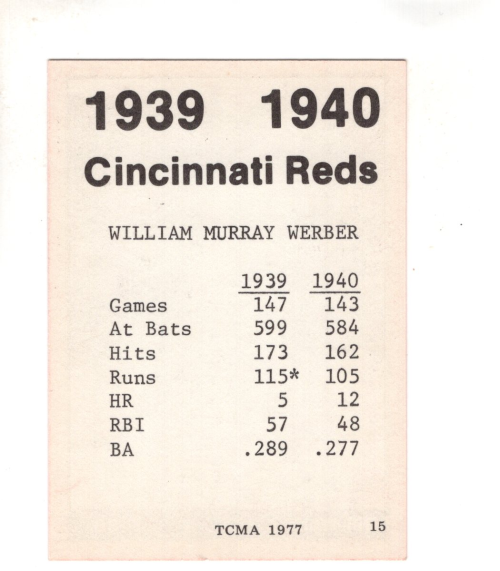 1939 1940
Cincinnati Reds
WILLIAM MURRAY WERBER
1939 1940
Games 147 143
At Bats 599 584
Hits 173 162
Runs 115* 105
HR 5 12
RBI 57 48
BA .289 .277
TCMA 1977 15